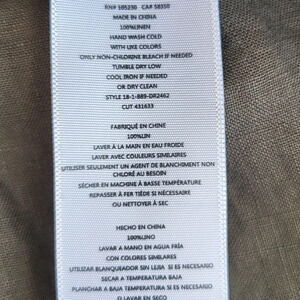 RN# 105230 CA# 58350
MADE IN CHINA
100%LINEN
HAND WASH COLD
WITH LIKE COLORS
ONLY NON-CHLORINE BLEACH IF NEEDED
TUMBLE DRY LOW
COOL IRON IF NEEDED
OR DRY CLEAN
STYLE 18-1-889-DR2462
CUT 431633
FABRIQUÉ EN CHINE
100%LIN
LAVER À LA MAIN EN EAU FROIDE
LAVER AVEC COULEURS SIMILAIRES
UTILISER SEULEMENT UN AGENT DE BLANCHIMENT NON
CHLORÉ AU BESOIN
SÉCHER EN MACHINE À BASSE TEMPÉRATURE
REPASSER À FER TIÈDE SI NÉCESSAIRE
OU NETTOYER À SEC
HECHO EN CHINA
100%LINO
LAVAR A MANO EN AGUA FRÍA
CON COLORES SIMILARES
UTILIZAR BLANQUEADOR SIN LEJIA SI ES NECESARIO
SECAR A TEMPERATURA BAJA
PLANCHAR A BAJA TEMPERATURA SI ES NECESARIO
O LAVAR EN SECO